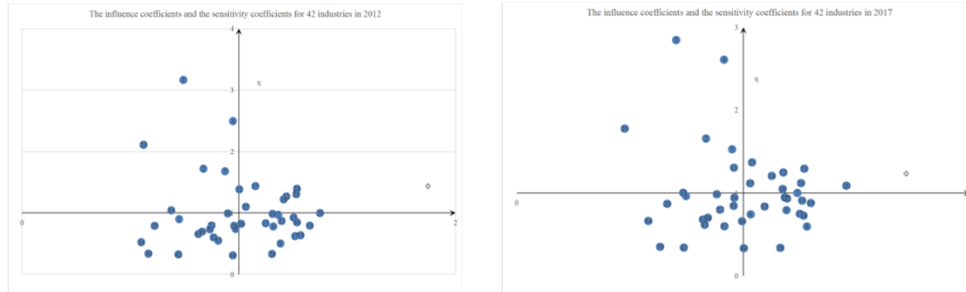 The influence coefficients and the sensitivity coefficients for 42 industries in 2012
4
η
3
2
Φ
0
2
0
The influence coefficients and the sensitivity coefficients for 42 industries in 2017
3
η
2
Φ
1
0
0